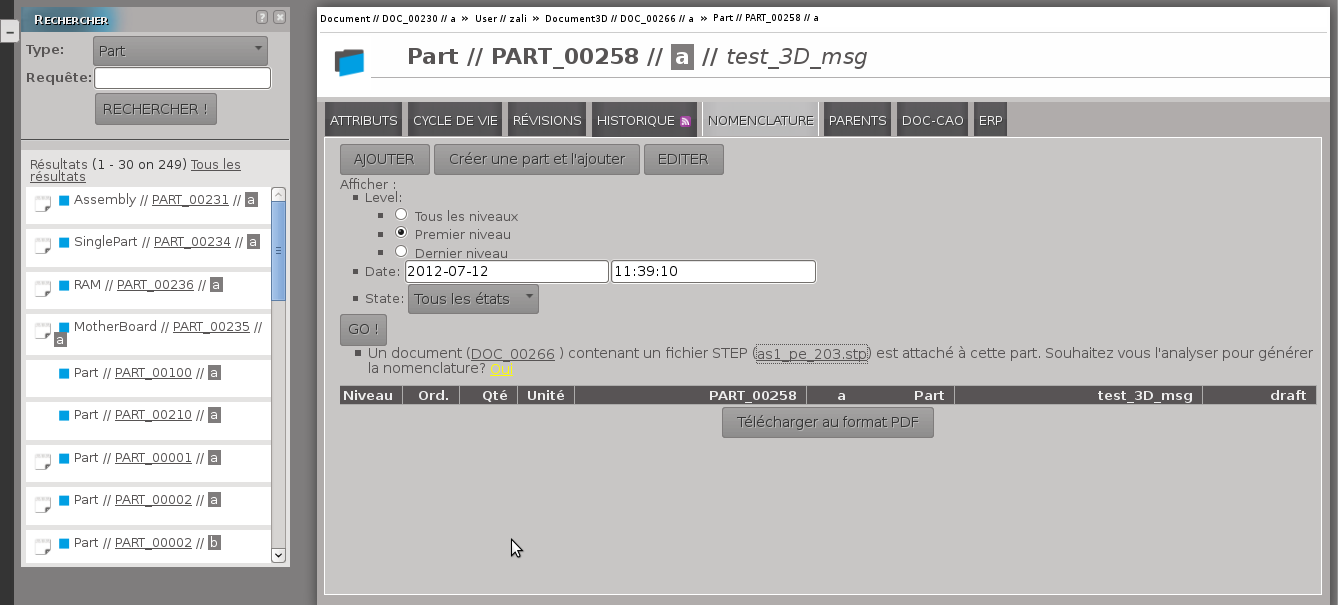 Rechercher
Type: Part
Requête:
RECHERCHER !
Résultats (1 - 30 on 249) Tous les
résultats
Assembly // PART_00231 // a
SinglePart // PART_00234 // a
RAM // PART_00236 // a
MotherBoard // PART_00235 //
a
Part // PART_00100 // a
Part // PART_00210 // a
Part // PART_00001 // a
Part // PART_00002 // a
Part // PART_00002 // b
Document // DOC_00230 // a » User // zali » Document3D // DOC_00266 // a » Part // PART_00258 // a
Part // PART_00258 // a // test_3D_msg
ATTRIBUTS CYCLE DE VIE RÉVISIONS HISTORIQUE NOMENCLATURE PARENTS DOC-CAO ERP
AJOUTER Créer une part et l'ajouter EDITER
Afficher :
Level:
Tous les niveaux
Premier niveau
Dernier niveau
Date: 2012-07-12 11:39:10
State: Tous les états
GO !
Un document (DOC_00266 ) contenant un fichier STEP (as1_pe_203.stp) est attaché à cette part. Souhaitez vous l'analyser pour générer
la nomenclature? Oui
Niveau Ord. Qté Unité PART_00258 a Part test_3D_msg draft
Télécharger au format PDF